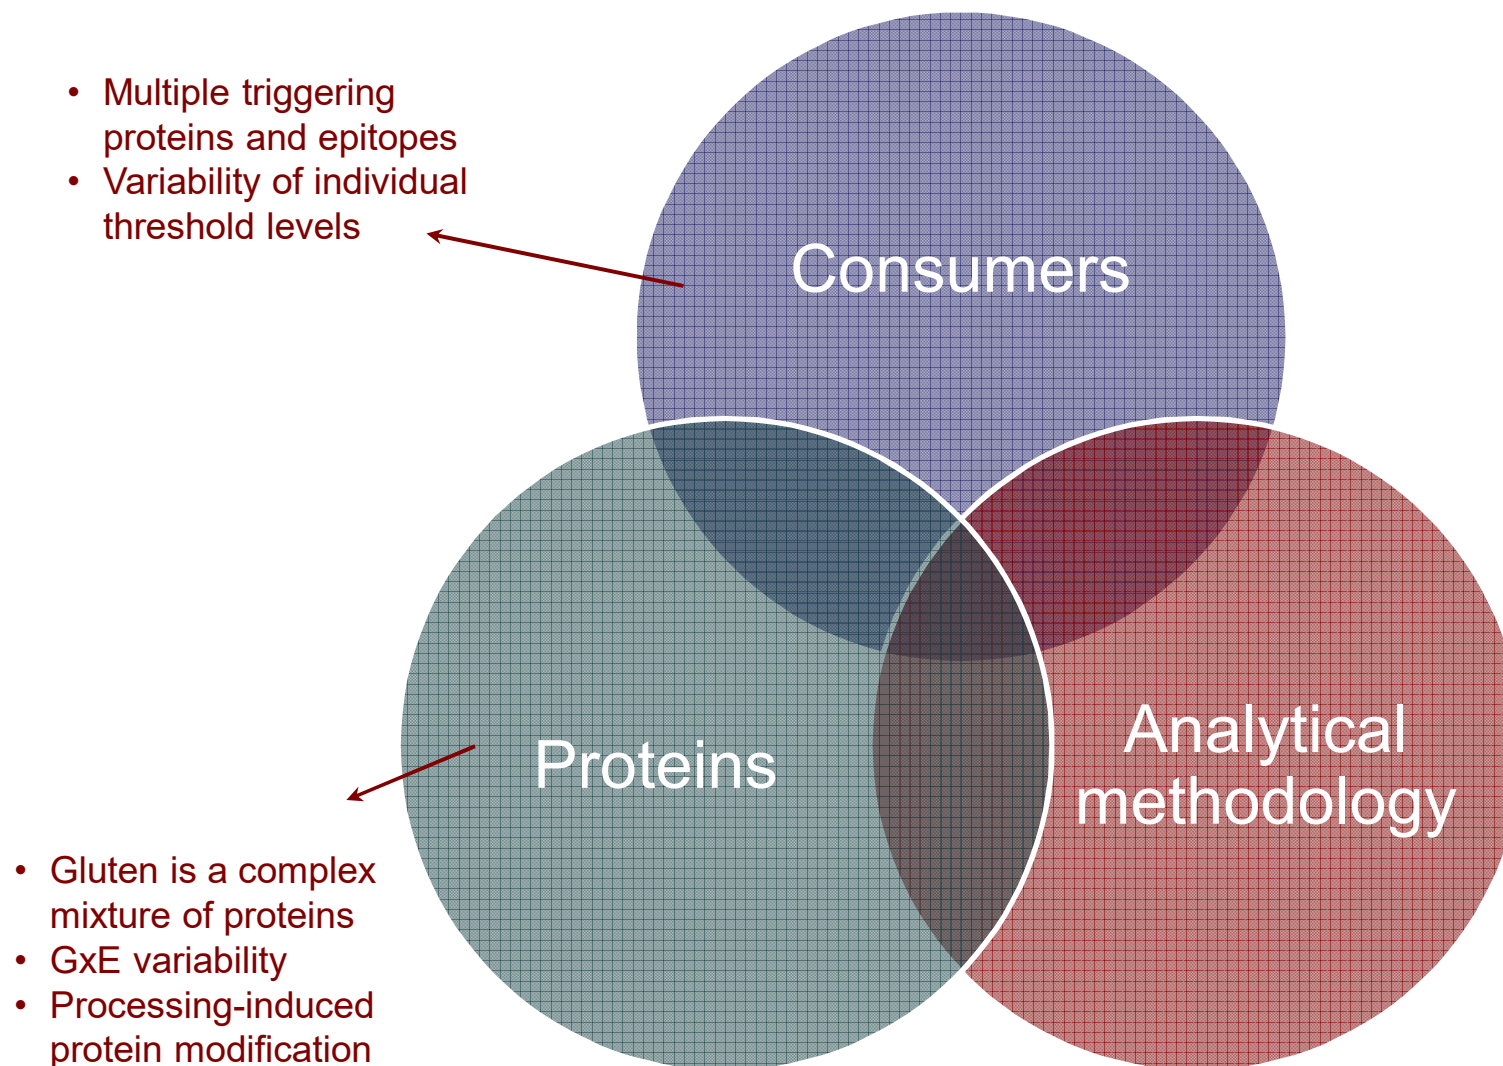 • Multiple triggering
proteins and epitopes
• Variability of individual
threshold levels
Consumers
Proteins
Analytical
methodology
• Gluten is a complex
mixture of proteins
• GxE variability
• Processing-induced
protein modification